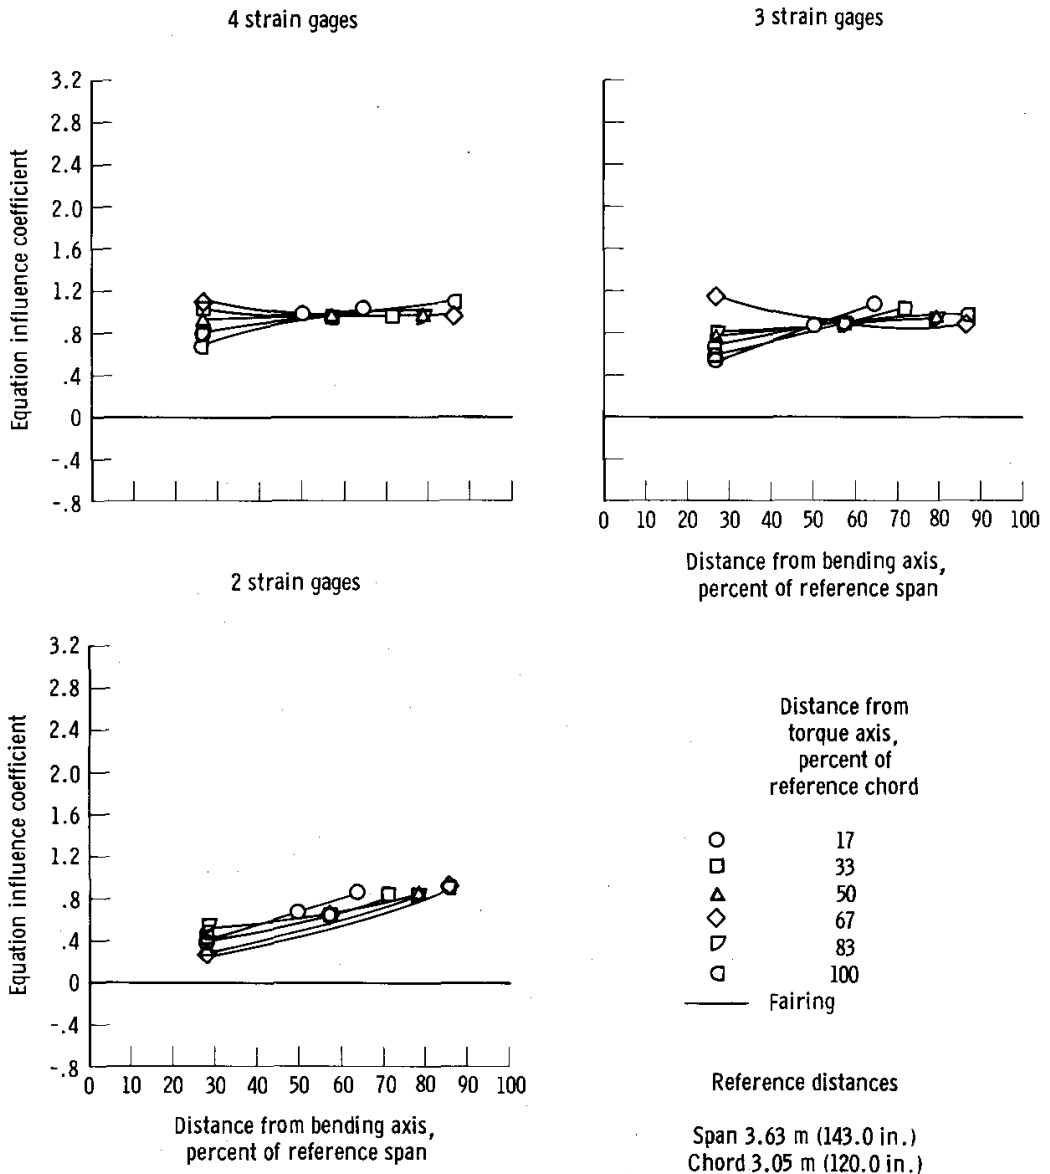 4 strain gages
3 strain gages
3.2
2.8
2.4
2.0
1.6
1.2
.8
.4
0
-.4
-.8
Equation influence coefficient
0 10 20 30 40 50 60 70 80 90 100
Distance from bending axis,
percent of reference span
2 strain gages
3.2
2.8
2.4
2.0
1.6
1.2
.8
.4
0
-.4
-.8
Equation influence coefficient
0 10 20 30 40 50 60 70 80 90 100
Distance from bending axis,
percent of reference span
Distance from
torque axis,
percent of
reference chord
17
33
50
67
83
100
Fairing
Reference distances
Span 3.63 m (143.0 in.)
Chord 3.05 m (120.0 in.)